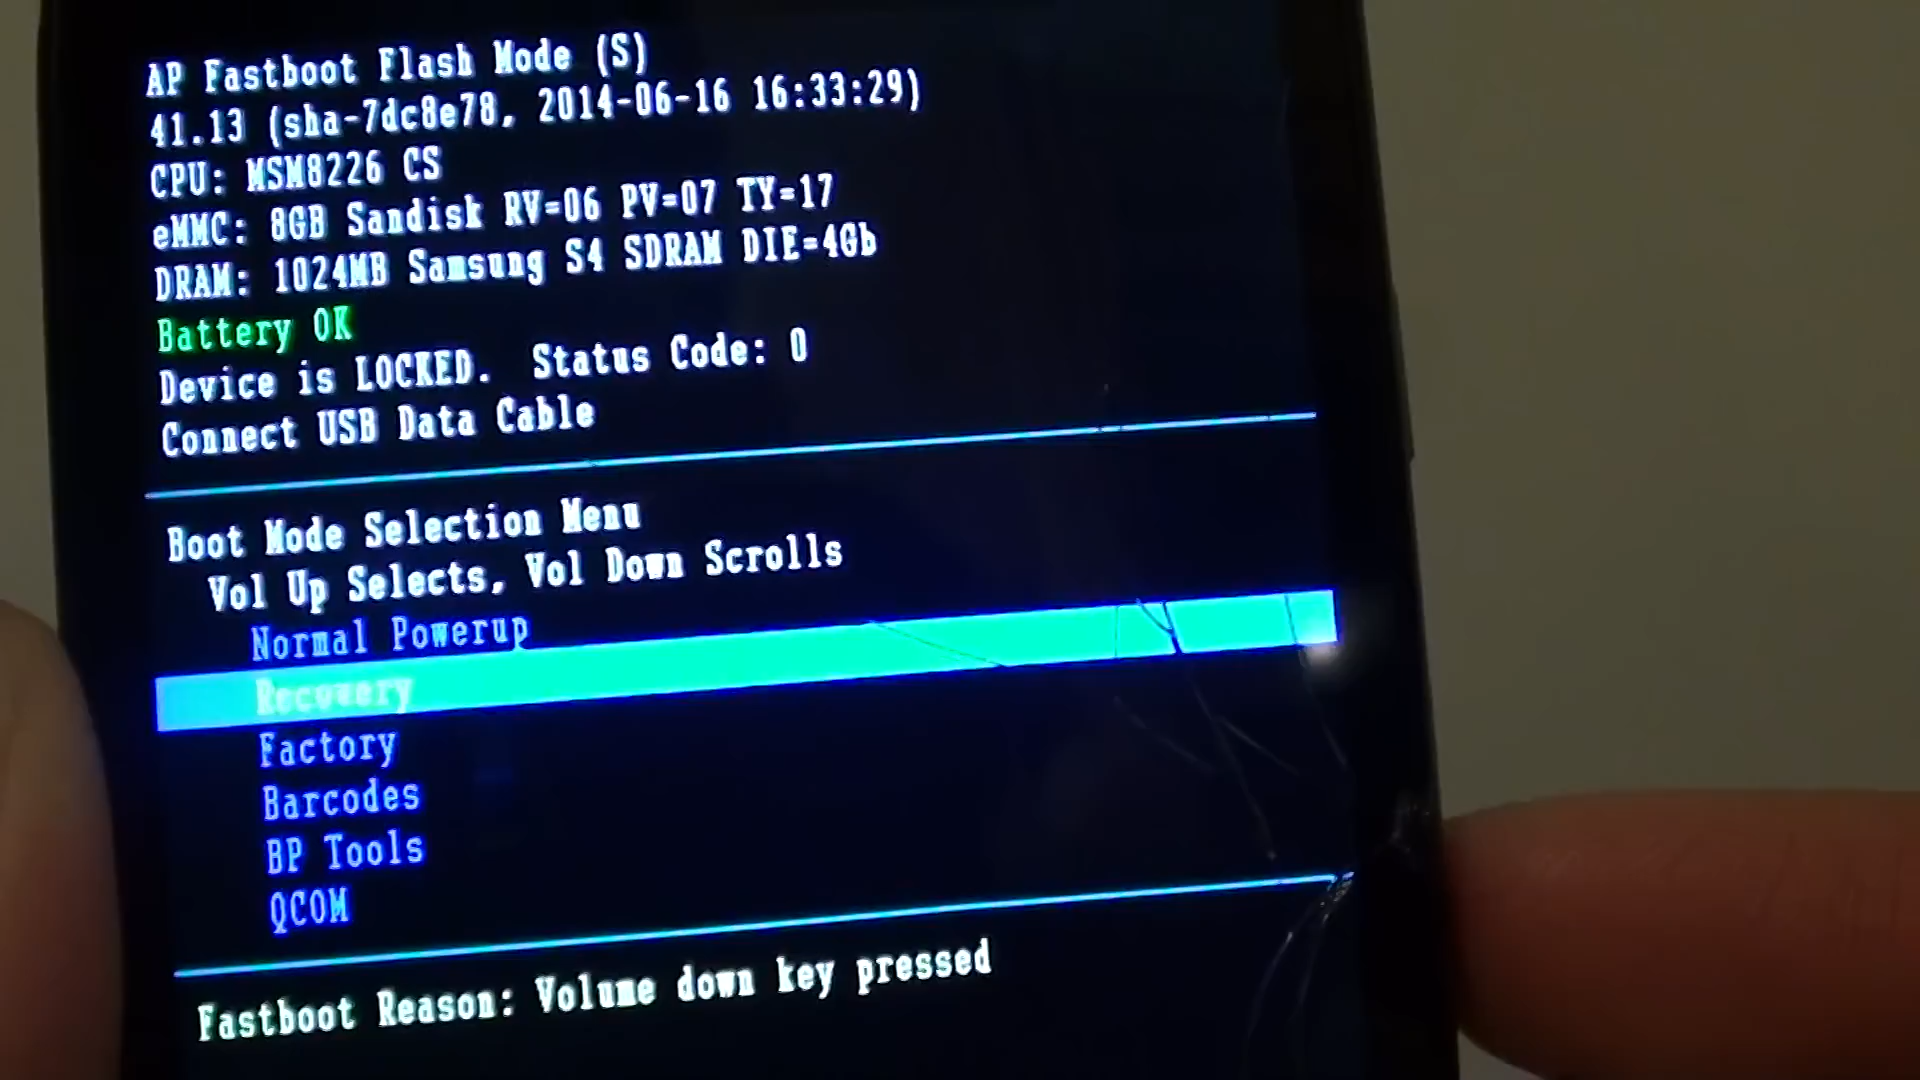 AP Fastboot Flash Mode (S)
41.13 (sha-7dc8e78, 2014-06-16 16:33:29)
CPU: MSM8226 CS
eMMC: 8GB Sandisk RV=06 PV=07 TY=17
DRAM: 1024MB Samsung S4 SDRAM DIE=4Gb
Battery OK
Device is LOCKED. Status Code: 0
Connect USB Data Cable
Boot Mode Selection Menu
Vol Up Selects, Vol Down Scrolls
Normal Powerup
Recovery
Factory
Barcodes
BP Tools
QCOM
Fastboot Reason: Volume down key pressed